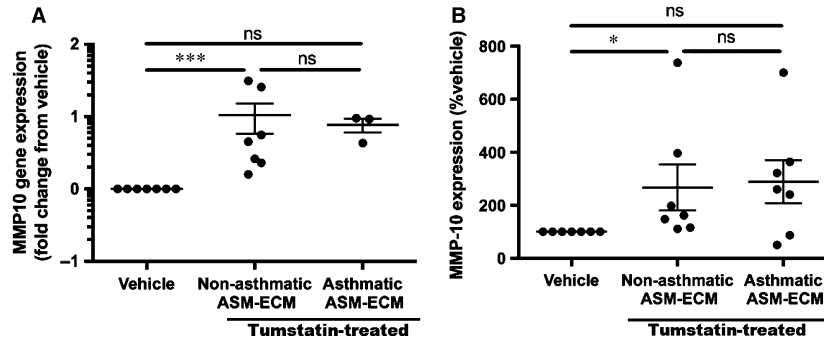 A
ns
***
ns
MMP10 gene expression
(fold change from vehicle)
2
1
0
–1
Vehicle
Non-asthmatic
ASM-ECM
Asthmatic
ASM-ECM
Tumstatin-treated
B
ns
*
ns
MMP-10 expression (%vehicle)
800
600
400
200
0
Vehicle
Non-asthmatic
ASM-ECM
Asthmatic
ASM-ECM
Tumstatin-treated